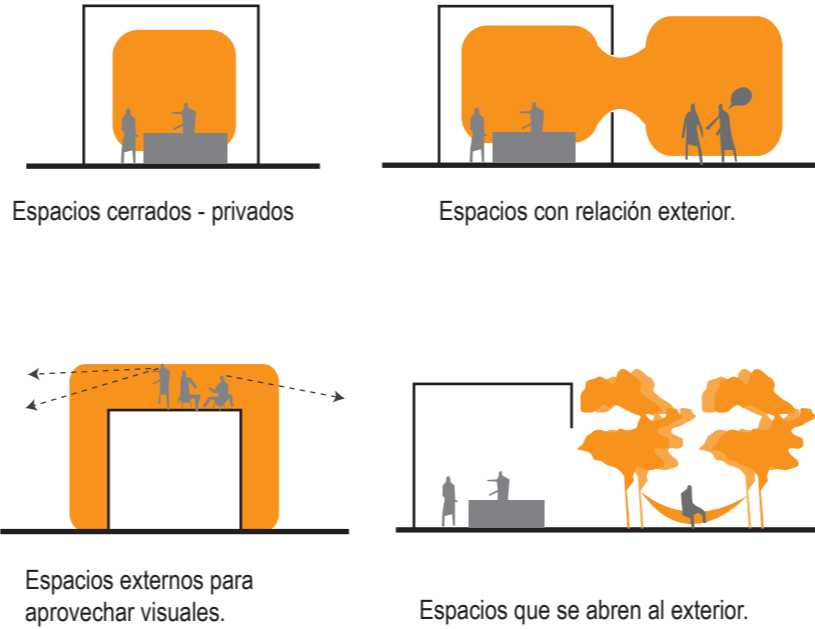 Espacios cerrados - privados
Espacios con relación exterior.
Espacios externos para
aprovechar visuales.
Espacios que se abren al exterior.